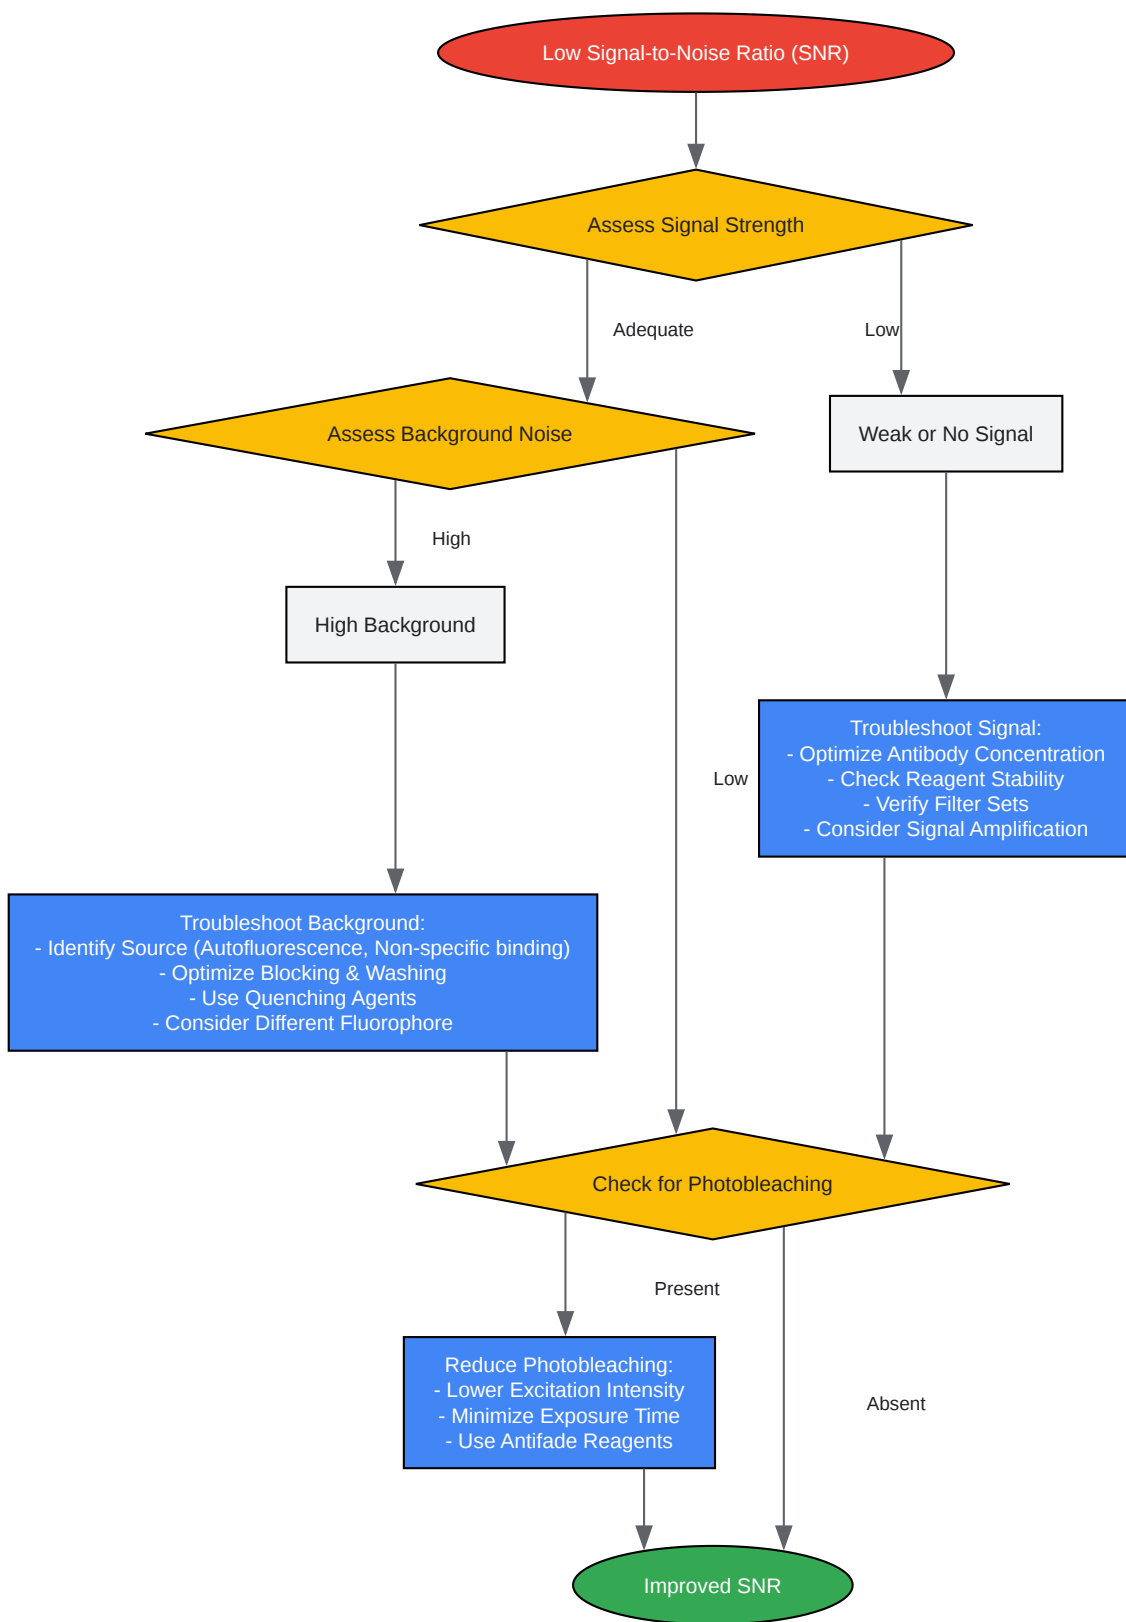 Low Signal-to-Noise Ratio (SNR)
Assess Signal Strength
Adequate
Low
Assess Background Noise
Weak or No Signal
High
High Background
Troubleshoot Signal:
- Optimize Antibody Concentration
- Check Reagent Stability
- Verify Filter Sets
- Consider Signal Amplification
Low
Troubleshoot Background:
- Identify Source (Autofluorescence, Non-specific binding)
- Optimize Blocking & Washing
- Use Quenching Agents
- Consider Different Fluorophore
Check for Photobleaching
Present
Reduce Photobleaching:
- Lower Excitation Intensity
- Minimize Exposure Time
- Use Antifade Reagents
Absent
Improved SNR